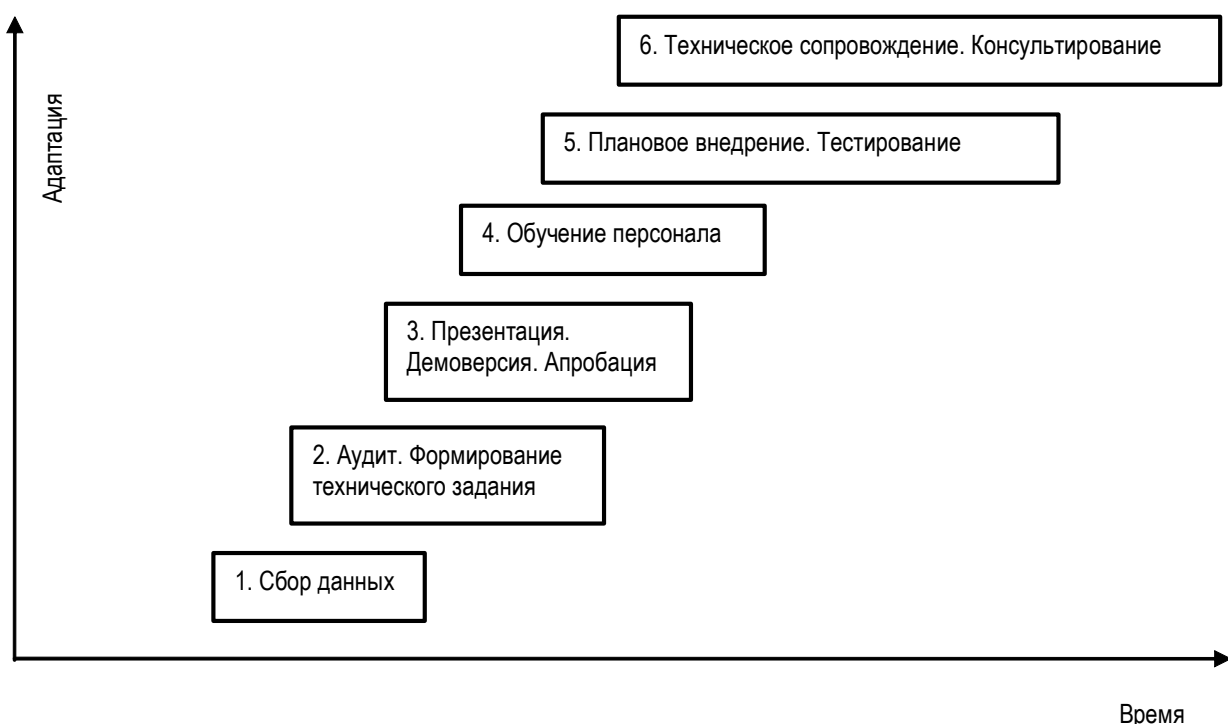 6. Техническое сопровождение. Консультирование
Адаптация
5. Плановое внедрение. Тестирование
4. Обучение персонала
3. Презентация.
Демоверсия. Апробация
2. Аудит. Формирование
технического задания
1. Сбор данных
Время